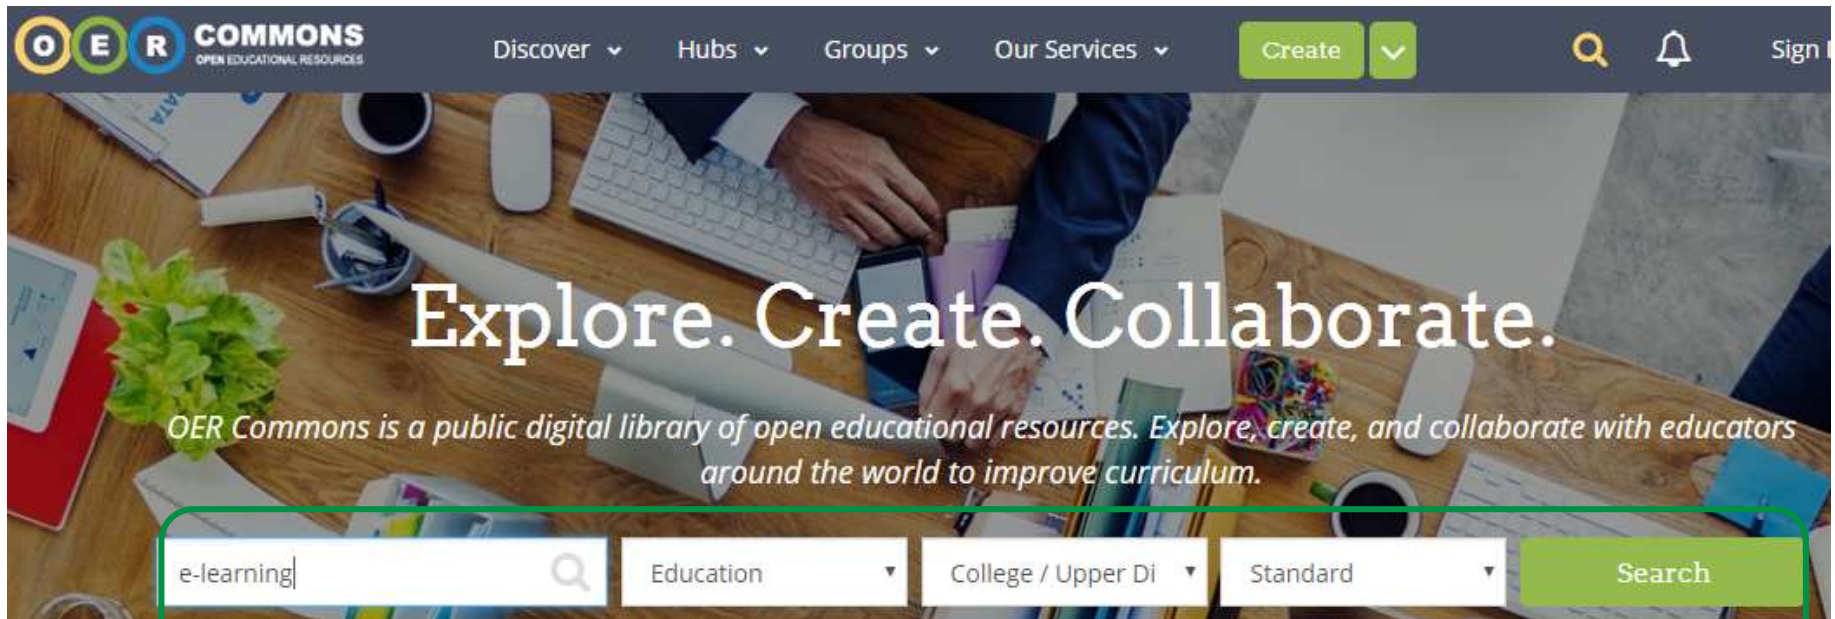 O E R COMMONS
OPEN EDUCATIONAL RESOURCES
Discover
Hubs
Groups
Our Services
Create
Sign
Explore. Create. Collaborate.
OER Commons is a public digital library of open educational resources. Explore, create, and collaborate with educators
around the world to improve curriculum.
e-learning
Education
College / Upper Di
Standard
Search
DATA